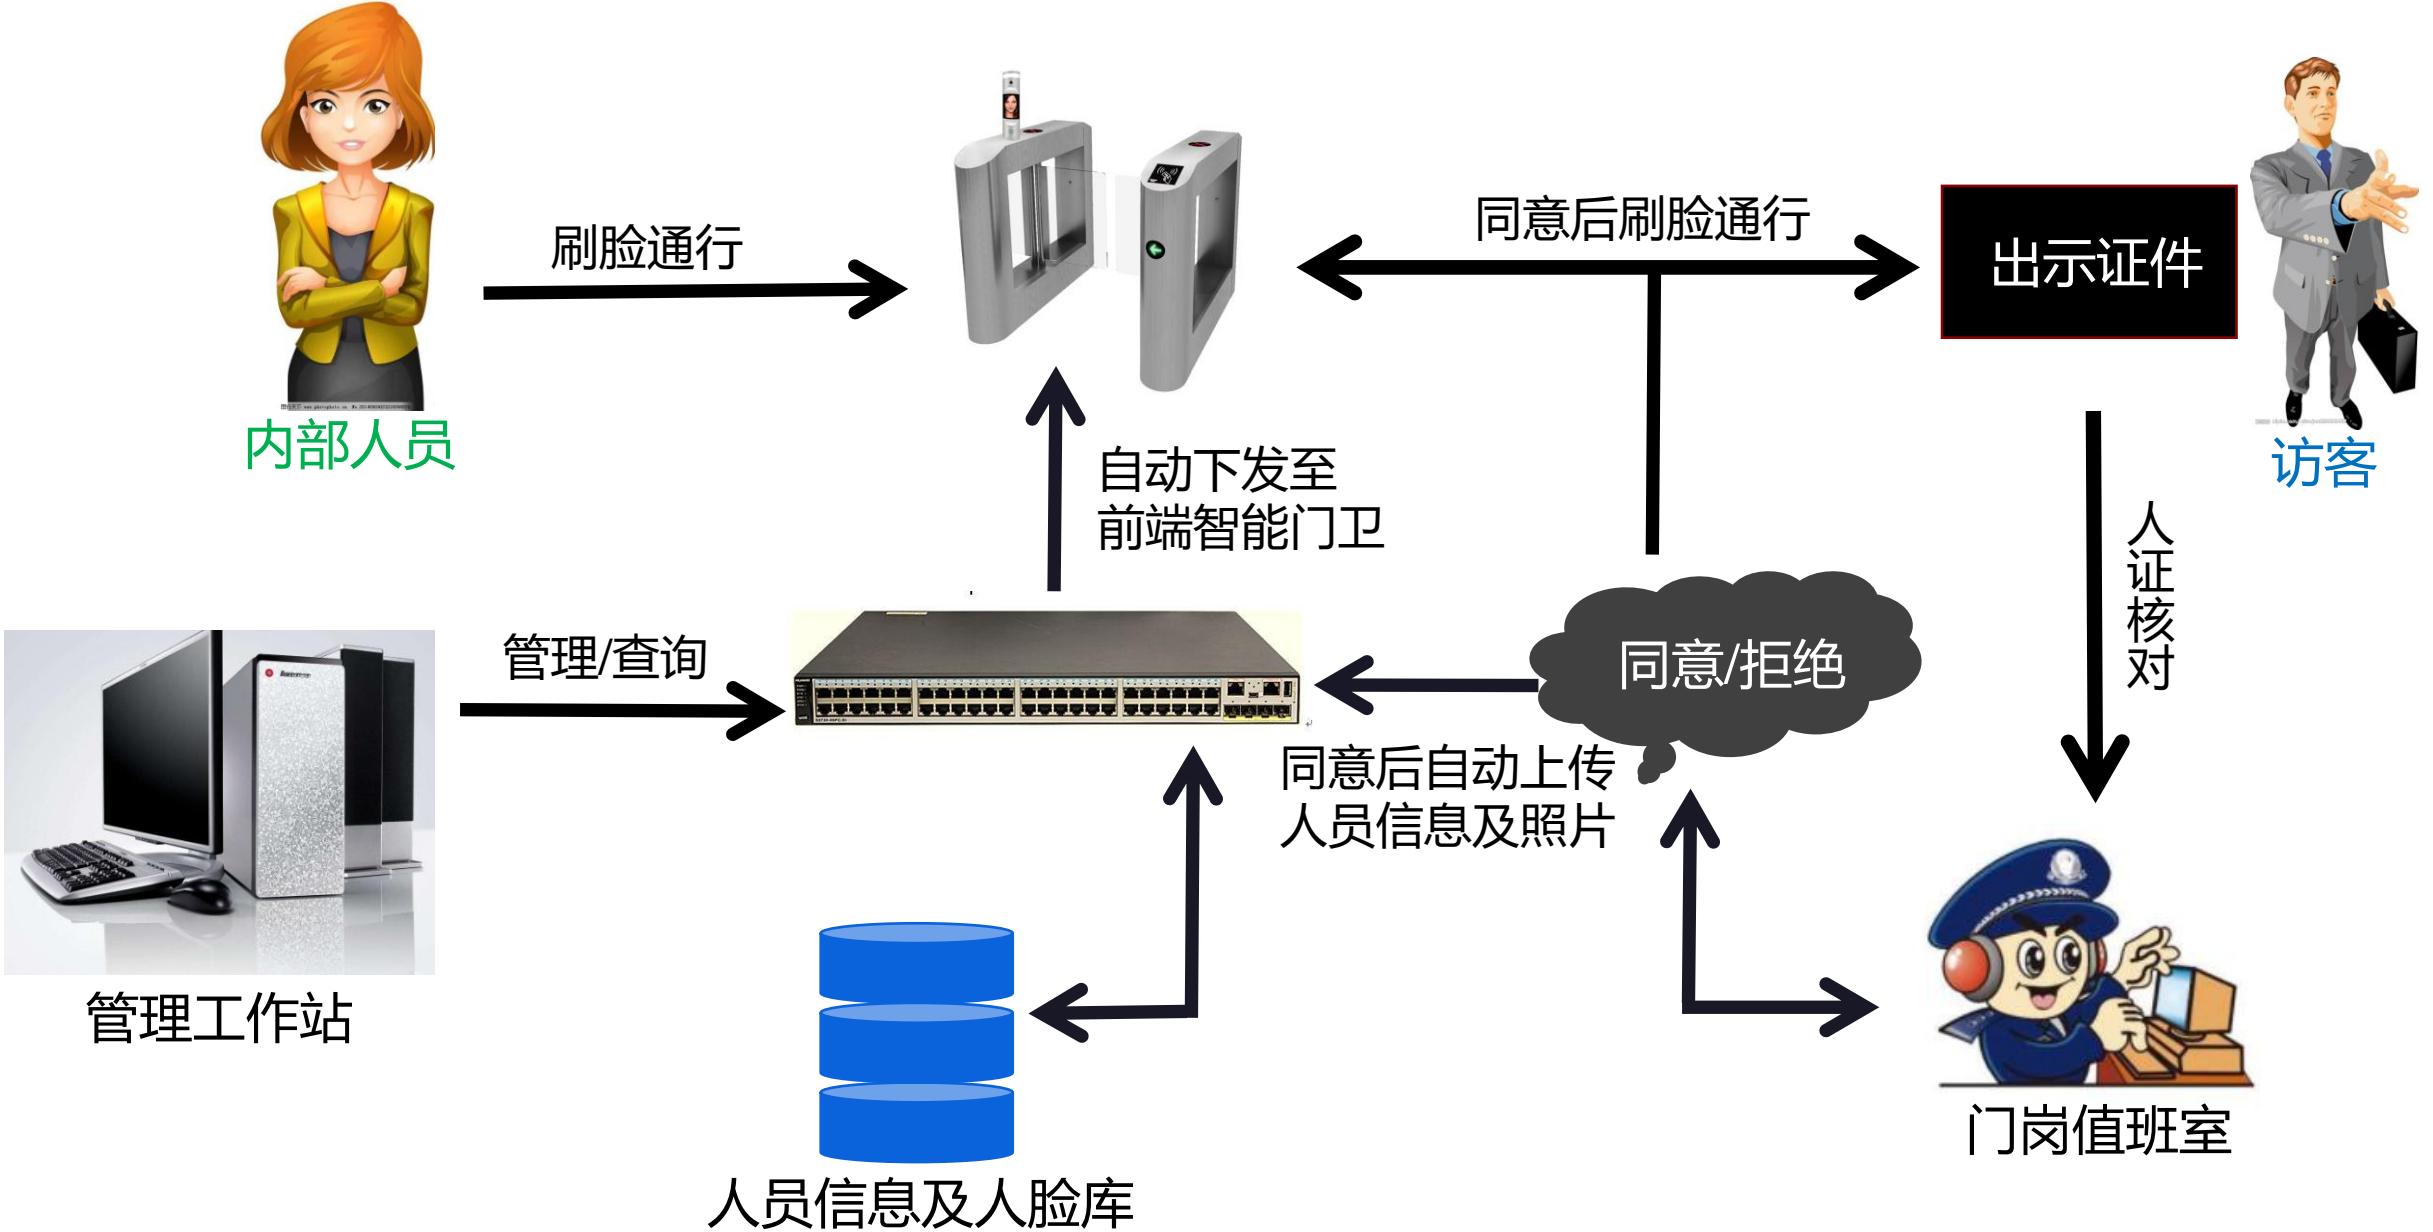 刷脸通行
同意后刷脸通行
出示证件
内部人员
访客
自动下发至
前端智能门卫
人证核对
管理/查询
同意/拒绝
同意后自动上传
人员信息及照片
管理工作站
门岗值班室
人员信息及人脸库